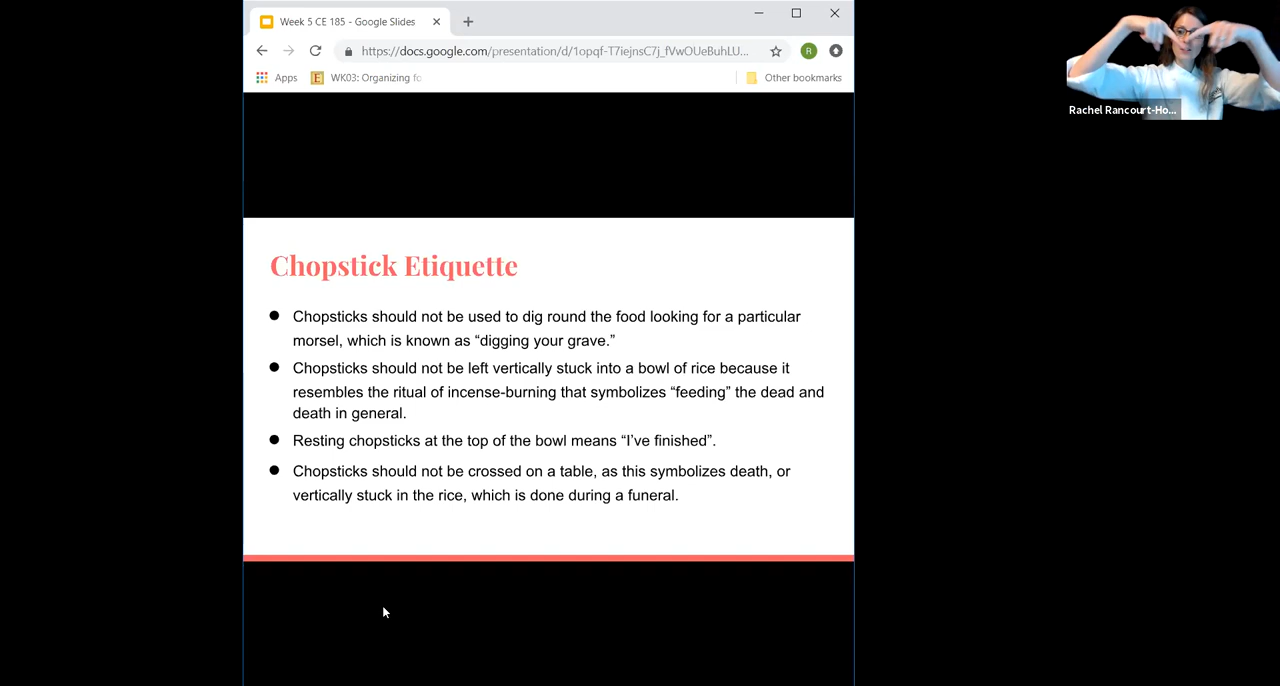 Week 5 CE 185 - Google Slides
https://docs.google.com/presentation/d/1opqf-T7iejnsC7j_fVwOUeBuhLU...
R
Apps
WK03: Organizing fo
Other bookmarks
Rachel Rancourt-Ho...
Chopstick Etiquette
● Chopsticks should not be used to dig round the food looking for a particular
morsel, which is known as “digging your grave.”
● Chopsticks should not be left vertically stuck into a bowl of rice because it
resembles the ritual of incense-burning that symbolizes “feeding” the dead and
death in general.
● Resting chopsticks at the top of the bowl means “I’ve finished”.
● Chopsticks should not be crossed on a table, as this symbolizes death, or
vertically stuck in the rice, which is done during a funeral.